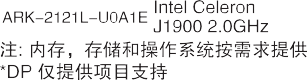 ARK-2121L-U0A1E Intel Celeron
J1900 2.0GHz
注: 内存，存储和操作系统按需求提供
*DP 仅提供项目支持